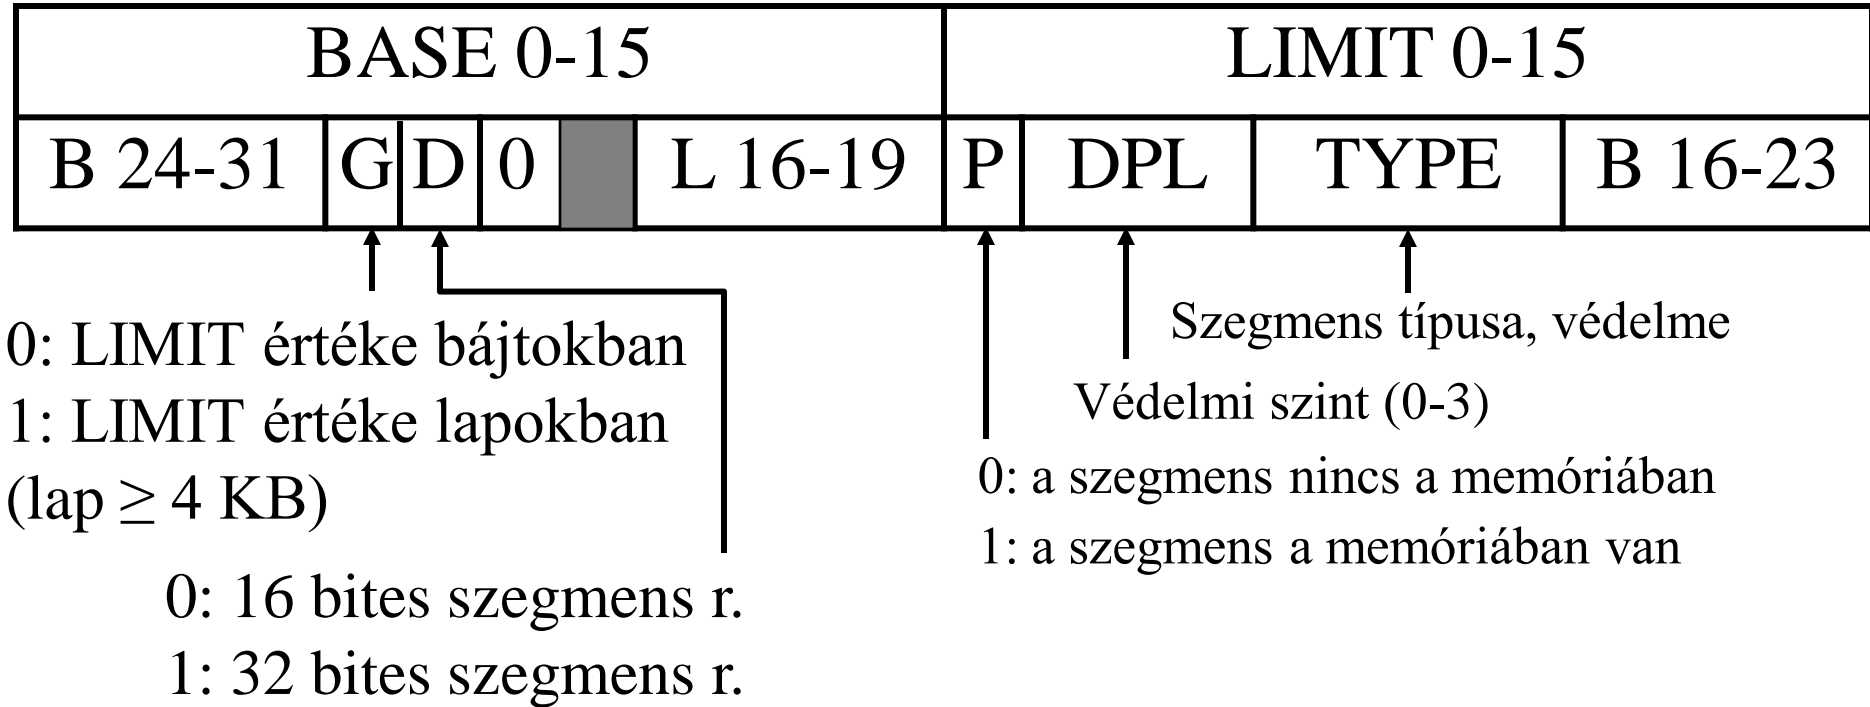 BASE 0-15 LIMIT 0-15
B 24-31 G D 0 L 16-19 P DPL TYPE B 16-23
0: LIMIT értéke bájtokban
1: LIMIT értéke lapokban
(lap ≥ 4 KB)
0: 16 bites szegmens r.
1: 32 bites szegmens r.
Szegmens típusa, védelme
Védelmi szint (0-3)
0: a szegmens nincs a memóriában
1: a szegmens a memóriában van